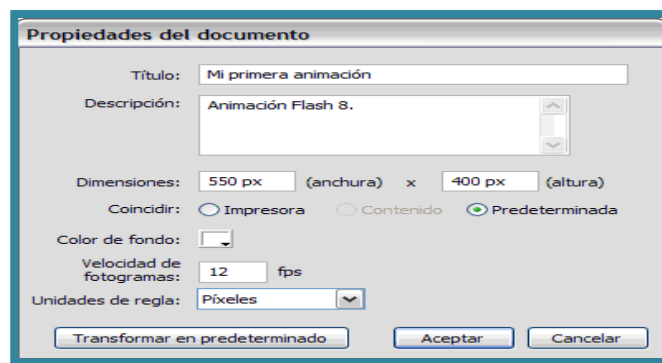 Propiedades del documento
Título: Mi primera animación
Descripción: Animación Flash 8.
Dimensiones: 550 px (anchura) x 400 px (altura)
Coincidir: Impresora Contenido Predeterminada
Color de fondo:
Velocidad de
fotogramas: 12 fps
Unidades de regla: Píxeles
Transformar en predeterminado Aceptar Cancelar